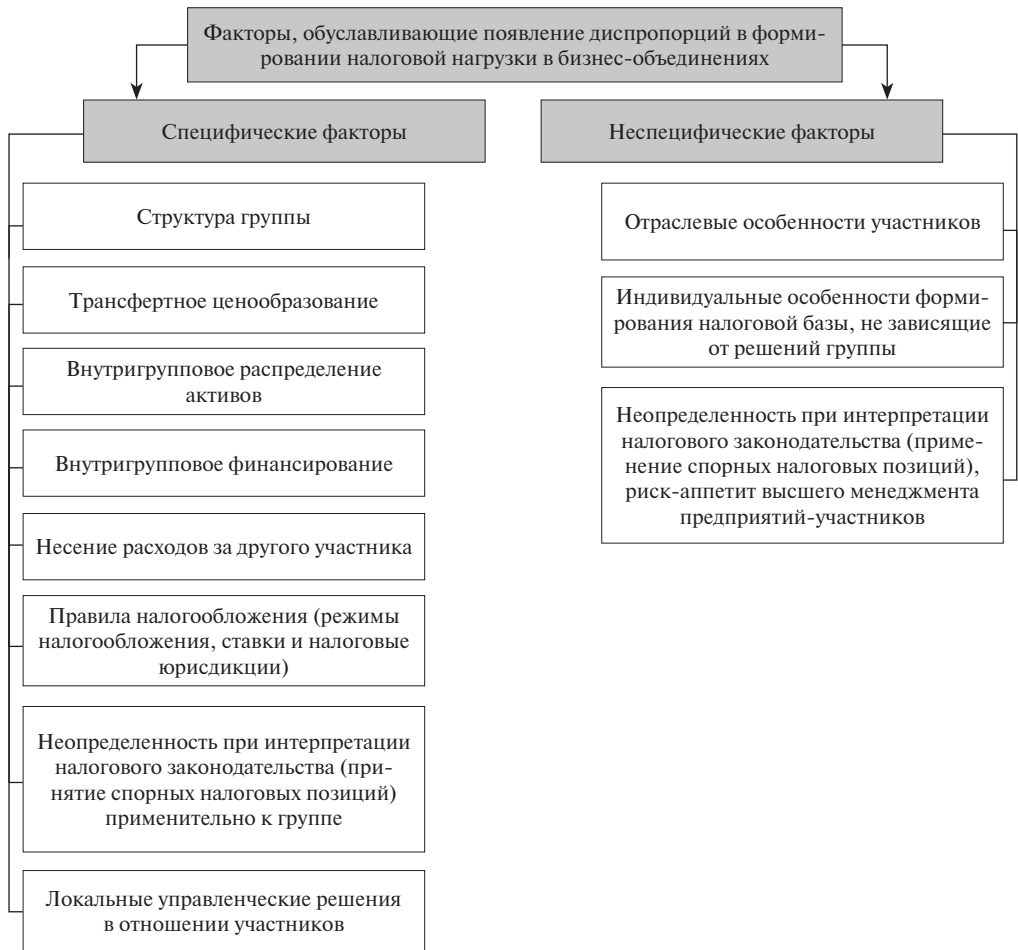 Факторы, обуславливающие появление диспропорций в форми-
ровании налоговой нагрузки в бизнес-объединениях
Специфические факторы
Неспецифические факторы
Структура группы
Трансфертное ценообразование
Внутригрупповое распределение
активов
Внутригрупповое финансирование
Несение расходов за другого участника
Правила налогообложения (режимы
налогообложения, ставки и налоговые
юрисдикции)
Неопределенность при интерпретации
налогового законодательства (при-
нятие спорных налоговых позиций)
применительно к группе
Локальные управленческие решения
в отношении участников
Отраслевые особенности участников
Индивидуальные особенности форми-
рования налоговой базы, не зависящие
от решений группы
Неопределенность при интерпретации
налогового законодательства (приме-
нение спорных налоговых позиций),
риск-аппетит высшего менеджмента
предприятий-участников